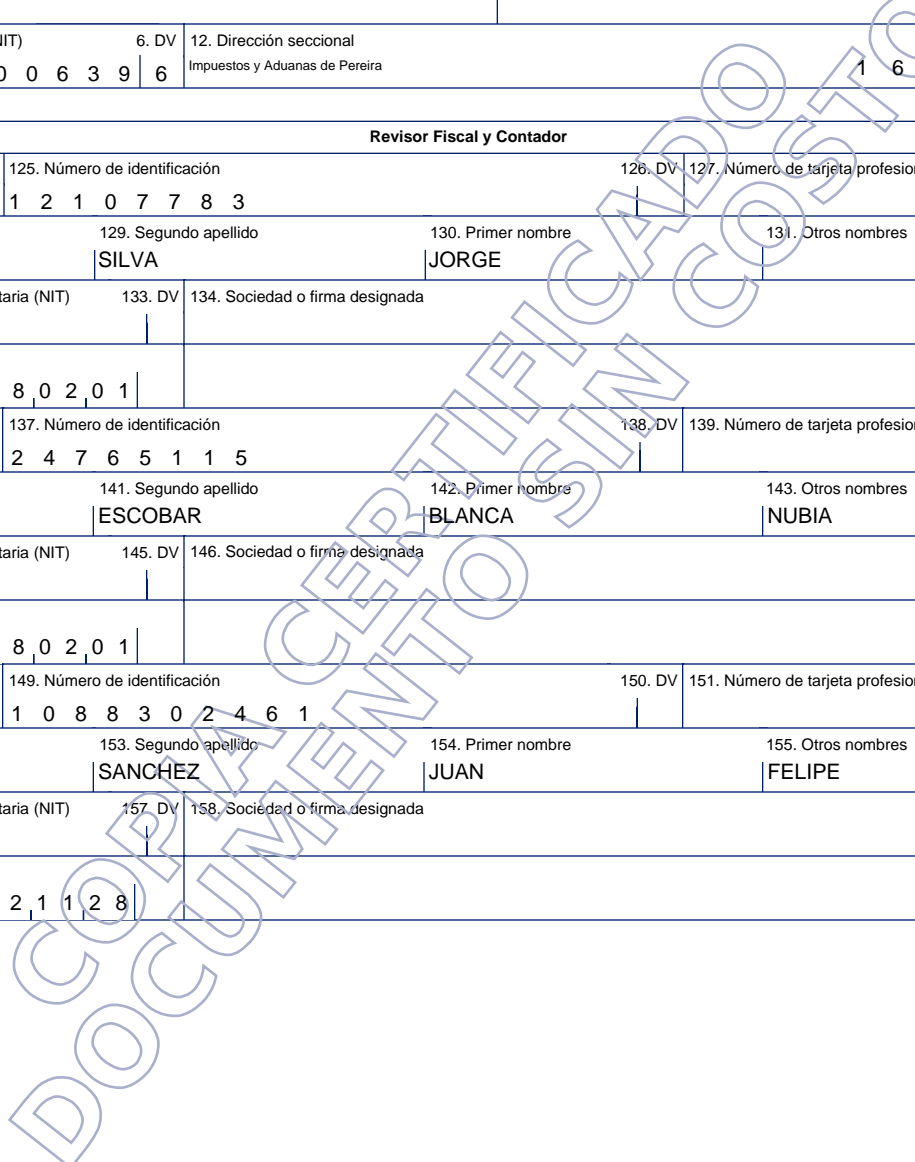 NIT) 6. DV 12. Dirección seccional
0 0 6 3 9 6 Impuestos y Aduanas de Pereira 1 6
Revisor Fiscal y Contador
125. Número de identificación 126. DV 127. Número de tarjeta profesion
1 2 1 0 7 7 8 3
129. Segundo apellido 130. Primer nombre 131. Otros nombres
SILVA JORGE
taria (NIT) 133. DV 134. Sociedad o firma designada
8 0 2 0 1
137. Número de identificación 138. DV 139. Número de tarjeta profesion
2 4 7 6 5 1 1 5
141. Segundo apellido 142. Primer nombre 143. Otros nombres
ESCOBAR BLANCA NUBIA
taria (NIT) 145. DV 146. Sociedad o firma designada
8 0 2 0 1
149. Número de identificación 150. DV 151. Número de tarjeta profesion
1 0 8 8 3 0 2 4 6 1
153. Segundo apellido 154. Primer nombre 155. Otros nombres
SANCHEZ JUAN FELIPE
taria (NIT) 157. DV 158. Sociedad o firma designada
2 1 1 2 8
COPIA CERTIFICADO
DOCUMENTO SIN COSTO